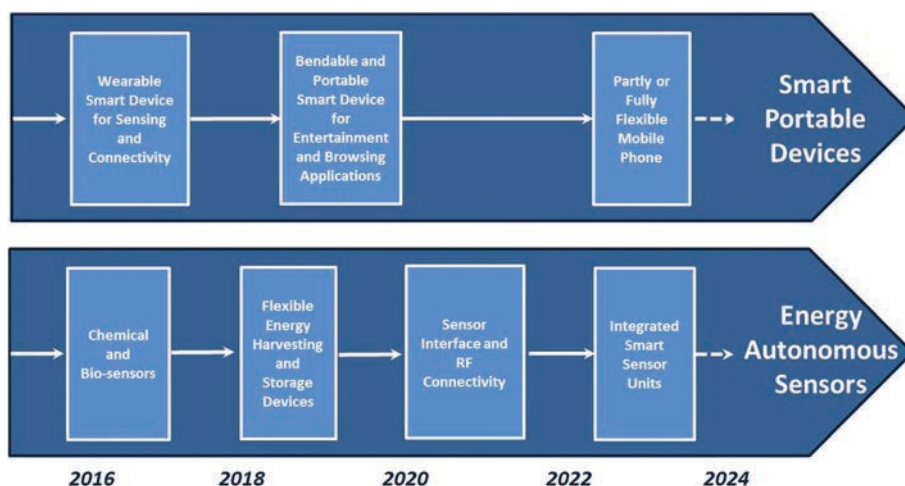 Wearable
Smart Device
for Sensing
and
Connectivity
Bendable and
Portable
Smart Device
for
Entertainment
and Browsing
Applications
Partly or
Fully
Flexible
Mobile
Phone
Smart
Portable
Devices
Chemical
and
Bio-sensors
Flexible
Energy
Harvesting
and
Storage
Devices
Sensor
Interface and
RF
Connectivity
Integrated
Smart
Sensor
Units
Energy
Autonomous
Sensors
2016
2018
2020
2022
2024